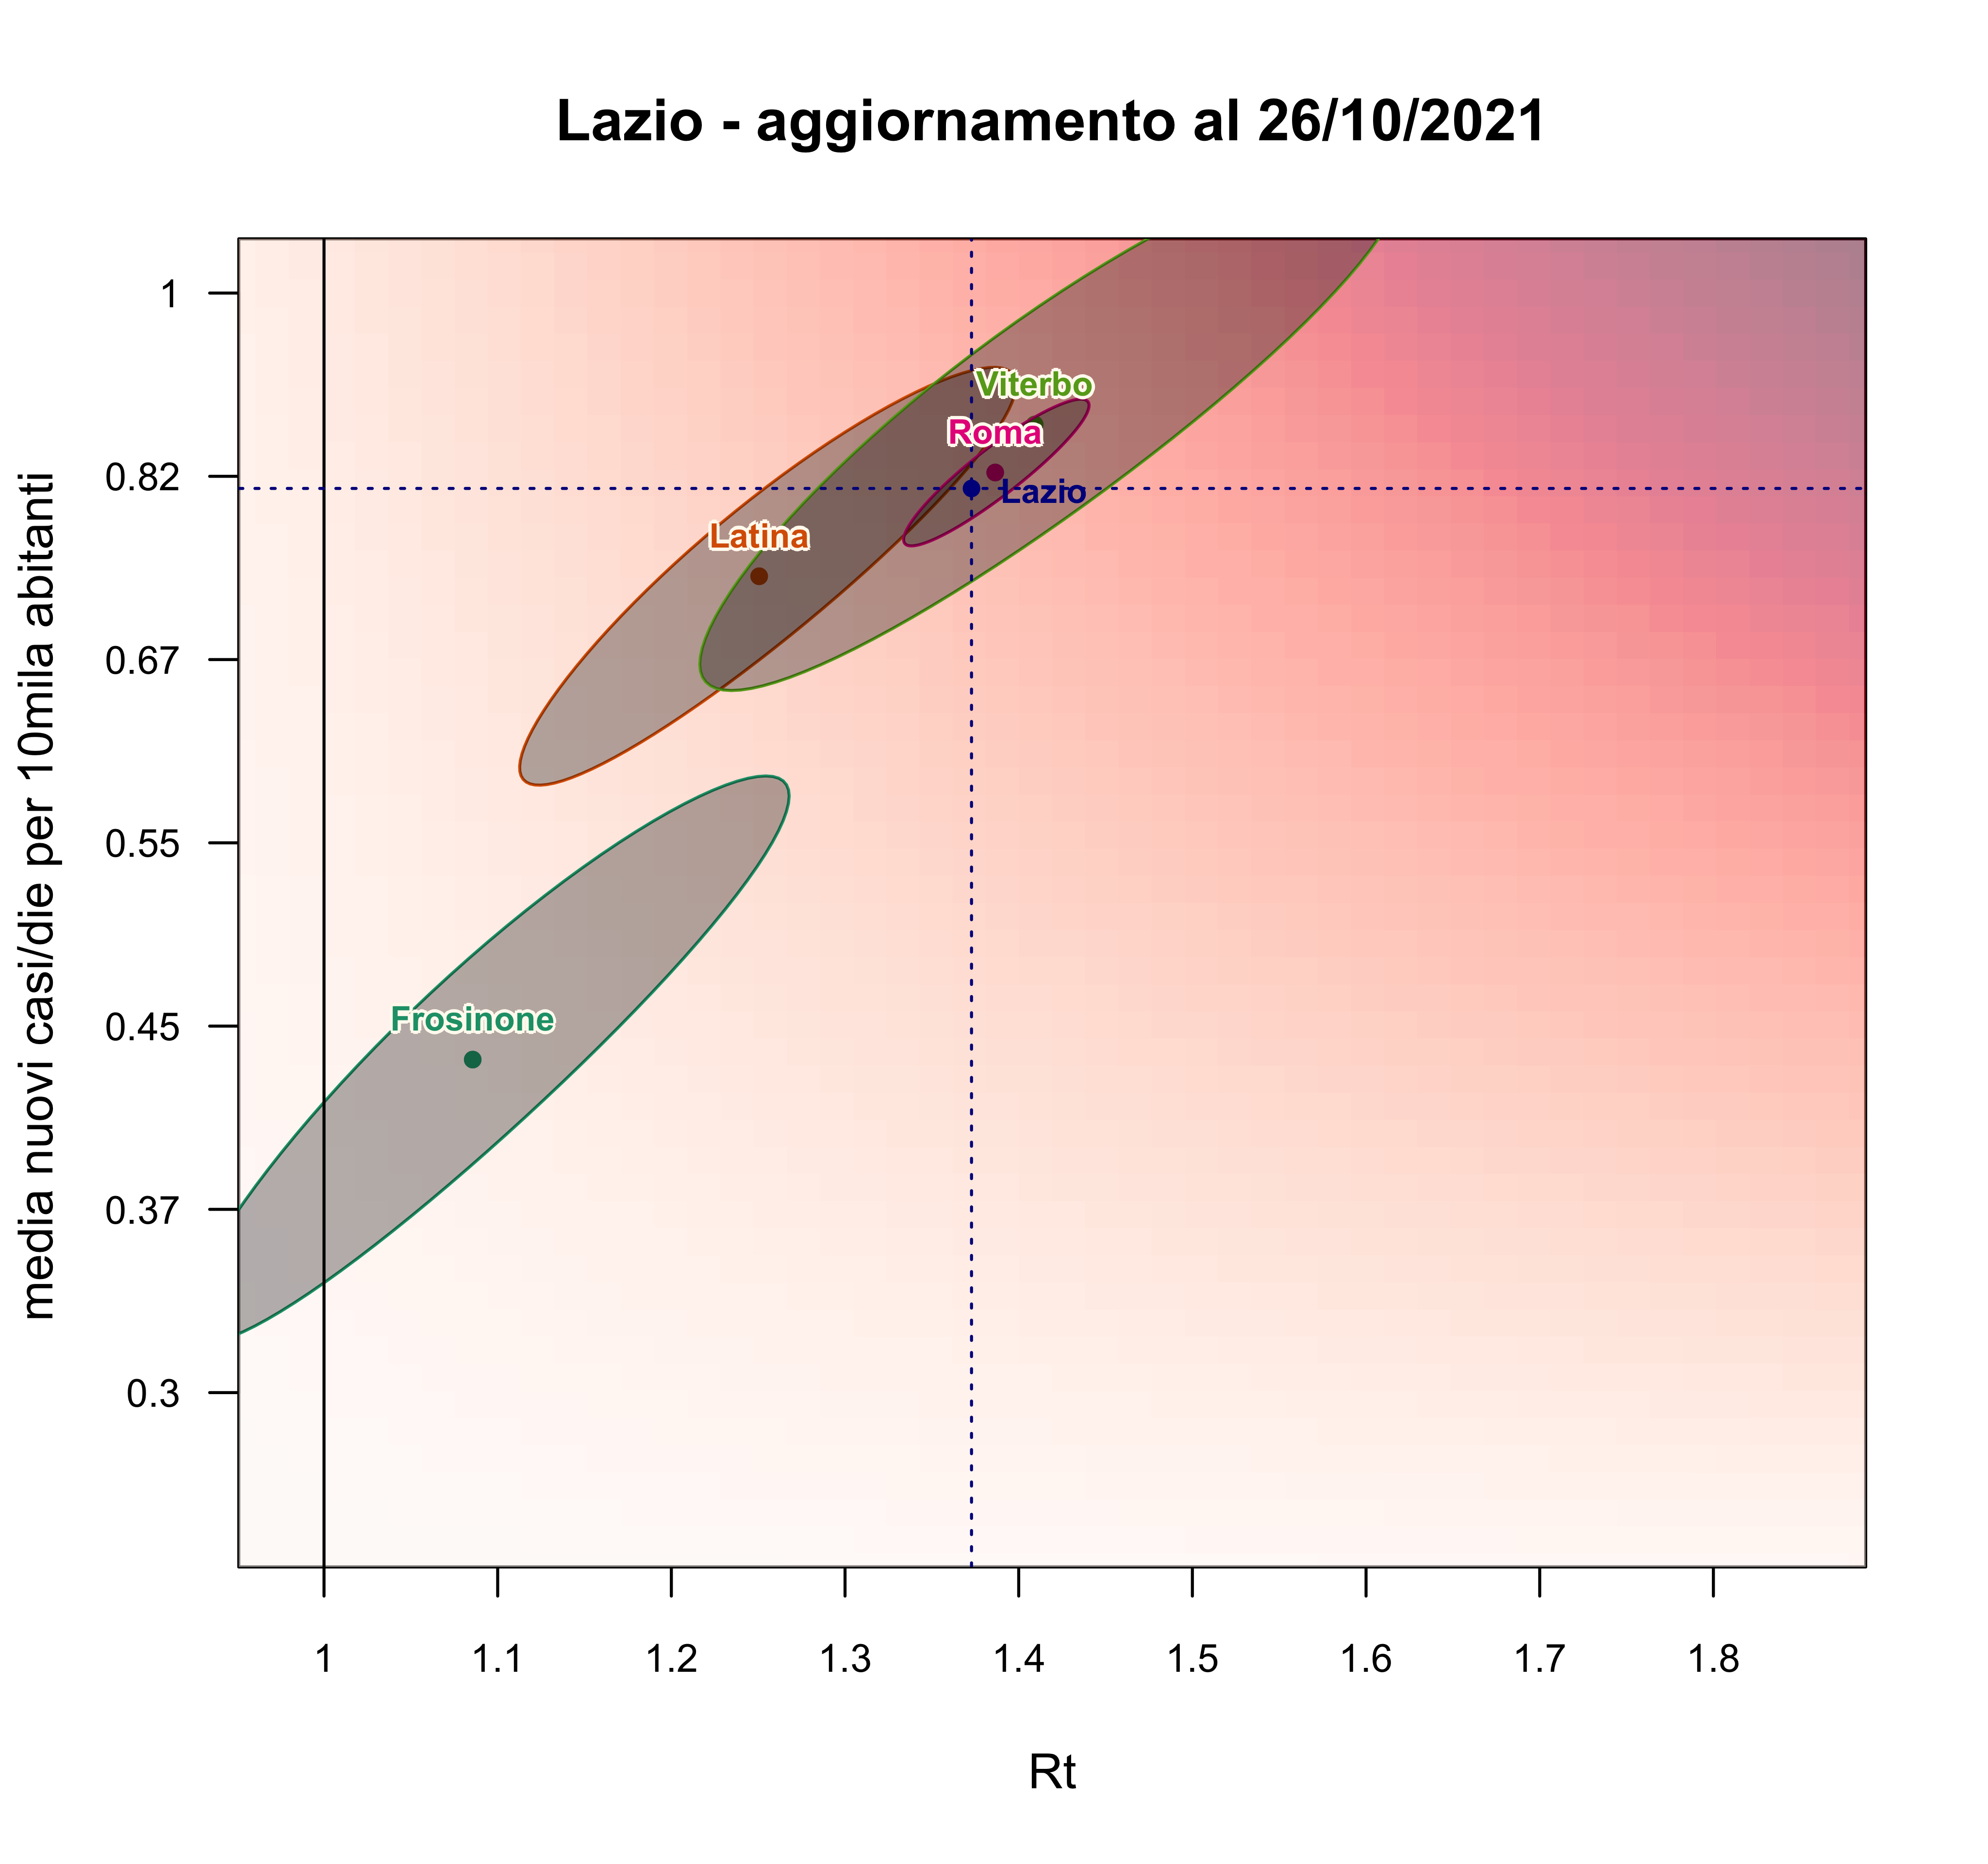 Lazio - aggiornamento al 26/10/2021
media nuovi casi/die per 10mila abitanti
1
0.82
0.67
0.55
0.45
0.37
0.3
Viterbo
Roma
Lazio
Latina
Frosinone
1 1.1 1.2 1.3 1.4 1.5 1.6 1.7 1.8
Rt